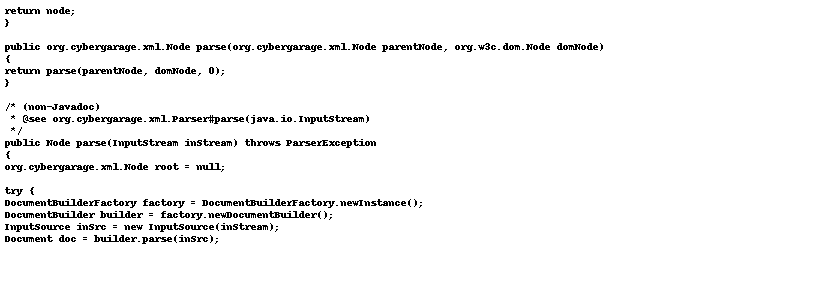 return node;
}
public org.cybergarage.xml.Node parse(org.cybergarage.xml.Node parentNode, org.w3c.dom.Node domNode)
{
return parse(parentNode, domNode, 0);
}
/* (non-Javadoc)
 * @see org.cybergarage.xml.Parser#parse(java.io.InputStream)
 */
public Node parse(InputStream inStream) throws ParserException
{
org.cybergarage.xml.Node root = null;
try {
DocumentBuilderFactory factory = DocumentBuilderFactory.newInstance();
DocumentBuilder builder = factory.newDocumentBuilder();
InputSource inSrc = new InputSource(inStream);
Document doc = builder.parse(inSrc);